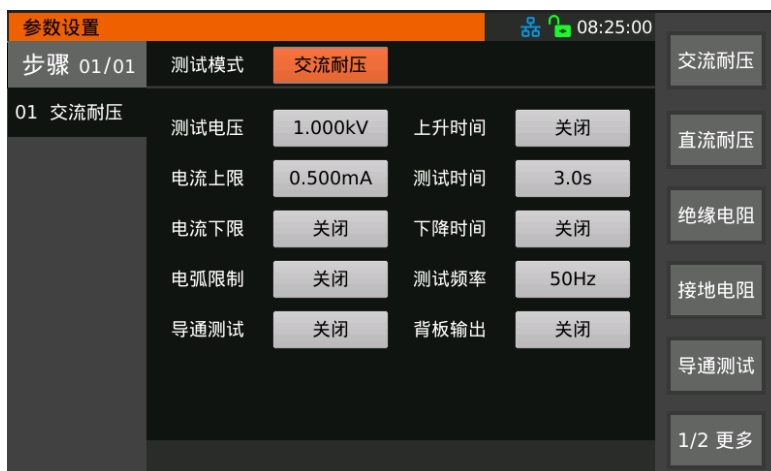 参数设置 08:25:00
步骤 01/01 测试模式 交流耐压
01 交流耐压
测试电压 1.000kV 上升时间 关闭
电流上限 0.500mA 测试时间 3.0s
电流下限 关闭 下降时间 关闭
电弧限制 关闭 测试频率 50Hz
导通测试 关闭 背板输出 关闭
交流耐压
直流耐压
绝缘电阻
接地电阻
导通测试
1/2 更多